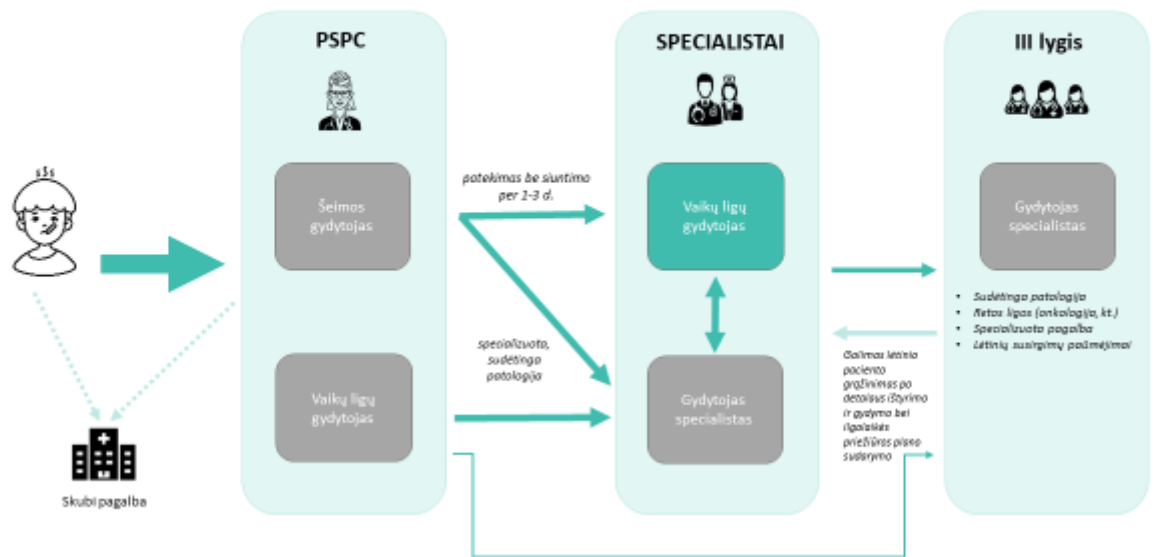 PSPC
Šeimos
gydytojas
Vaikų ligų
gydytojas
Skubi pagalba
patekimas be siuntimo
per 1-3 d.
specializuota,
sudėtinga
patologija
SPECIALISTAI
Vaikų ligų
gydytojas
Gydytojas
specialistas
Galimas lėtinio
paciento
grąžinimas po
detalaus ištyrimo
ir gydymo bei
ilgalaikės
priežiūros plano
sudarymo
III lygis
Gydytojas
specialistas
• Sudėtinga patologija
• Retos ligos (onkologija, kt.)
• Specializuota pagalba
• Lėtinių susirgimų paūmėjimai